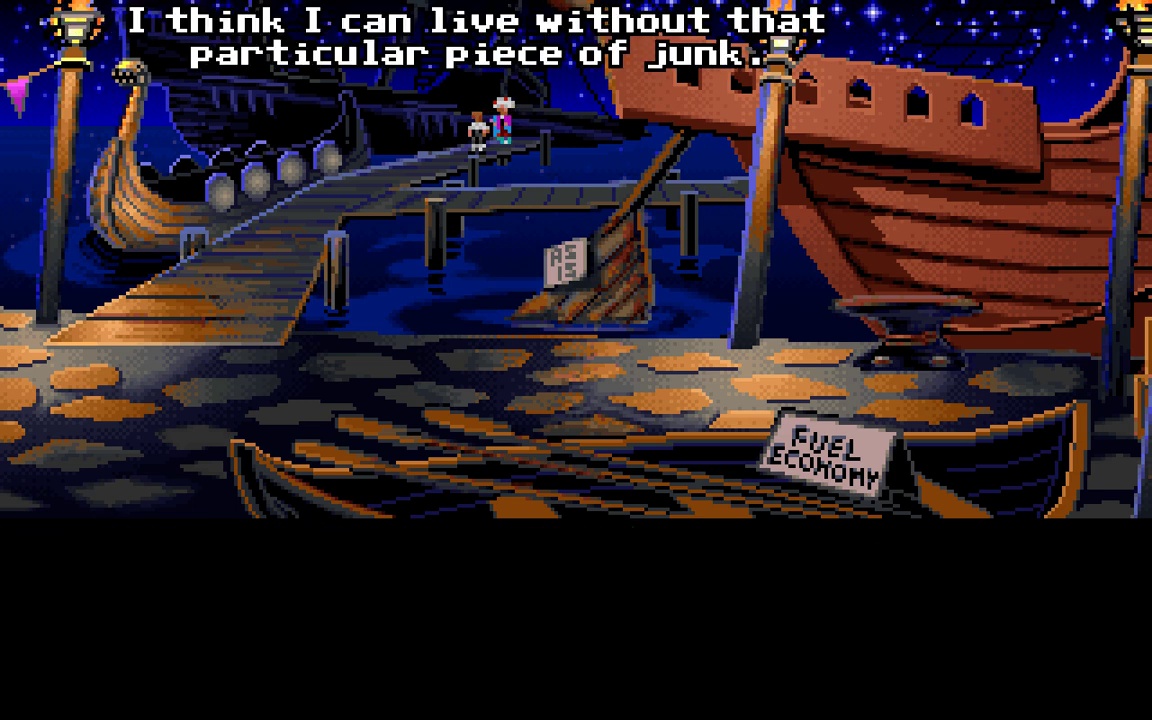 I think I can live without that
particular piece of junk.
AS
IS
FUEL
ECONOMY